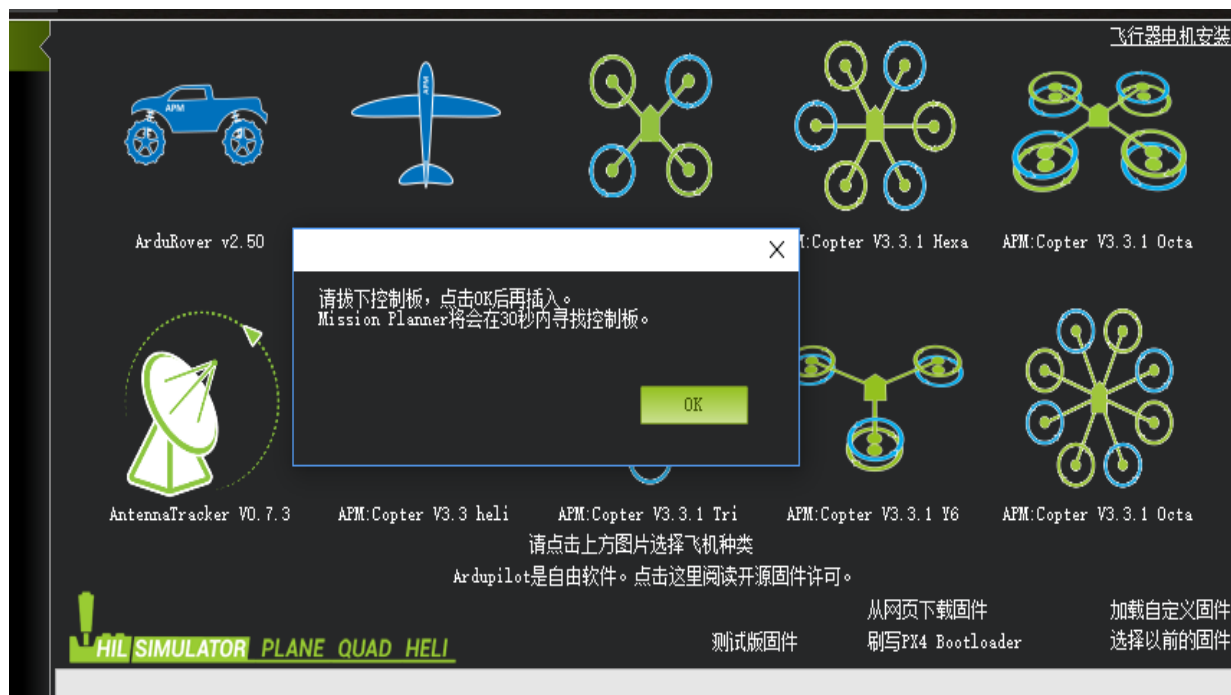 飞行器电机安装
APM
APM
ArduRover v2.50
:Copter V3.3.1 Hexa
APM:Copter V3.3.1 Octa
请拔下控制板，点击OK后再插入。
Mission Planner将会在30秒内寻找控制板。
OK
AntennaTracker V0.7.3
APM:Copter V3.3 heli
APM:Copter V3.3.1 Tri
APM:Copter V3.3.1 Y6
APM:Copter V3.3.1 Octa
请点击上方图片选择飞机种类
Ardupilot是自由软件。点击这里阅读开源固件许可。
从网页下载固件
加载自定义固件
HIL SIMULATOR PLANE QUAD HELI
测试版固件
刷写PX4 Bootloader
选择以前的固件